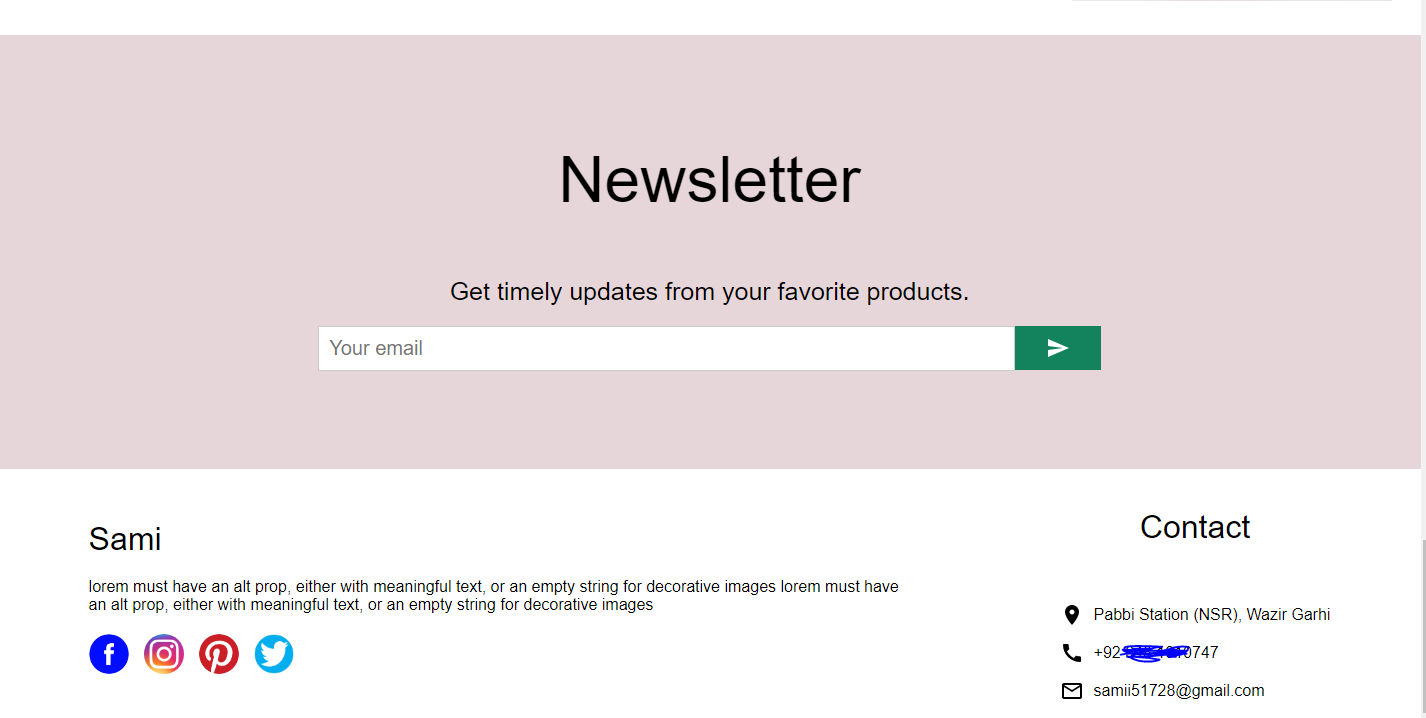 Newsletter
Get timely updates from your favorite products.
Your email
Sami
lorem must have an alt prop, either with meaningful text, or an empty string for decorative images lorem must have
an alt prop, either with meaningful text, or an empty string for decorative images
Contact
Pabbi Station (NSR), Wazir Garhi
+92
samii51728@gmail.com